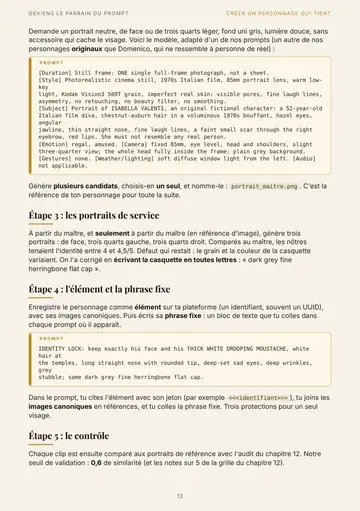 DEVIENS LE PARRAIN DU PROMPT
CRÉER UN PERSONNAGE QUI TIENT
Demande un portrait neutre, de face ou de trois quarts léger, fond uni gris, lumière douce, sans
accessoire qui cache le visage. Voici le modèle, adapté d'un de nos prompts (un autre de nos
personnages originaux que Domenico, qui ne ressemble à personne de réel) :
PROMPT
[Duration] Still frame: ONE single full-frame photograph, not a sheet.
[Style] Photorealistic cinema still, 1970s Italian film, 85mm portrait lens, warm low-
key
light, Kodak Vision3 500T grain, imperfect real skin: visible pores, fine laugh lines,
asymmetry, no retouching, no beauty filter, no smoothing.
[Subject] Portrait of ISABELLA VALENTI, an original fictional character: a 52-year-old
Italian film diva, chestnut-auburn hair in a voluminous 1970s bouffant, hazel eyes,
angular
jawline, thin straight nose, fine laugh lines, a small scar through the right
eyebrow, red lips. She must not resemble any real person.
[Emotion] regal, amused. [Camera] fixed 85mm, eye level, head and shoulders, slight
three-quarter view; the whole head fully inside the frame; plain grey background.
[Gestures] none. [Weather/lighting] soft diffuse window light from the left. [Audio]
not applicable.
Génère plusieurs candidats, choisis-en un seul, et nomme-le : portrait_maitre.png. C'est la
référence de ton personnage pour toute la suite.
Étape 3 : les portraits de service
À partir du maître, et seulement à partir du maître (en référence d'image), génère trois
portraits : de face, trois quarts gauche, trois quarts droit. Comparés au maître, les nôtres
tenaient l'identité entre 4 et 4,5/5. Défaut qui restait : le grain et la couleur de la casquette
variaient. On l'a corrigé en écrivant la casquette en toutes lettres : « dark grey fine
herringbone flat cap ».
Étape 4 : l'élément et la phrase fixe
Enregistre le personnage comme élément sur ta plateforme (un identifiant, souvent un UUID),
avec ses images canoniques. Puis écris sa phrase fixe : un bloc de texte que tu colles dans
chaque prompt où il apparaît.
PROMPT
IDENTITY LOCK: keep exactly his face and his THICK WHITE DROOPING MOUSTACHE, white
hair at
the temples, long straight nose with rounded tip, deep-set sad eyes, deep wrinkles,
grey
stubble; same dark grey fine herringbone flat cap.
Dans le prompt, tu cites l'élément avec son jeton (par exemple <<<identifiant>>> ), tu joins les
images canoniques en références, et tu colles la phrase fixe. Trois protections pour un seul
visage.
Étape 5 : le contrôle
Chaque clip est ensuite comparé aux portraits de référence avec l'audit du chapitre 12. Notre
seuil de validation : 0,6 de similarité (et les notes sur 5 de la grille du chapitre 12).
13